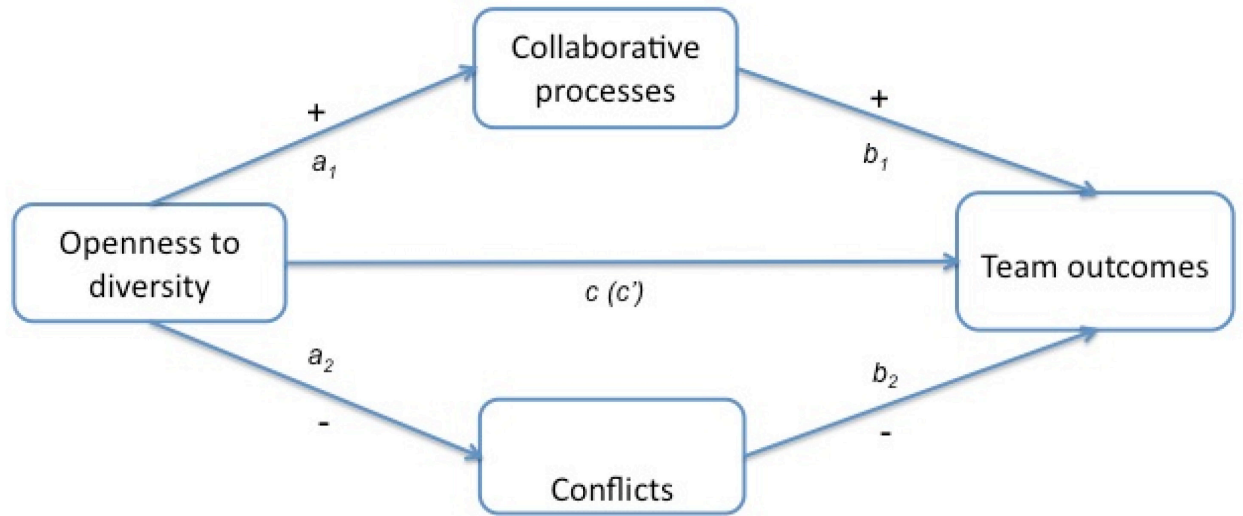 Collaborative
processes
+
+
a₁
b₁
Openness to
diversity
Team outcomes
c (c’)
a₂
b₂
-
-
Conflicts